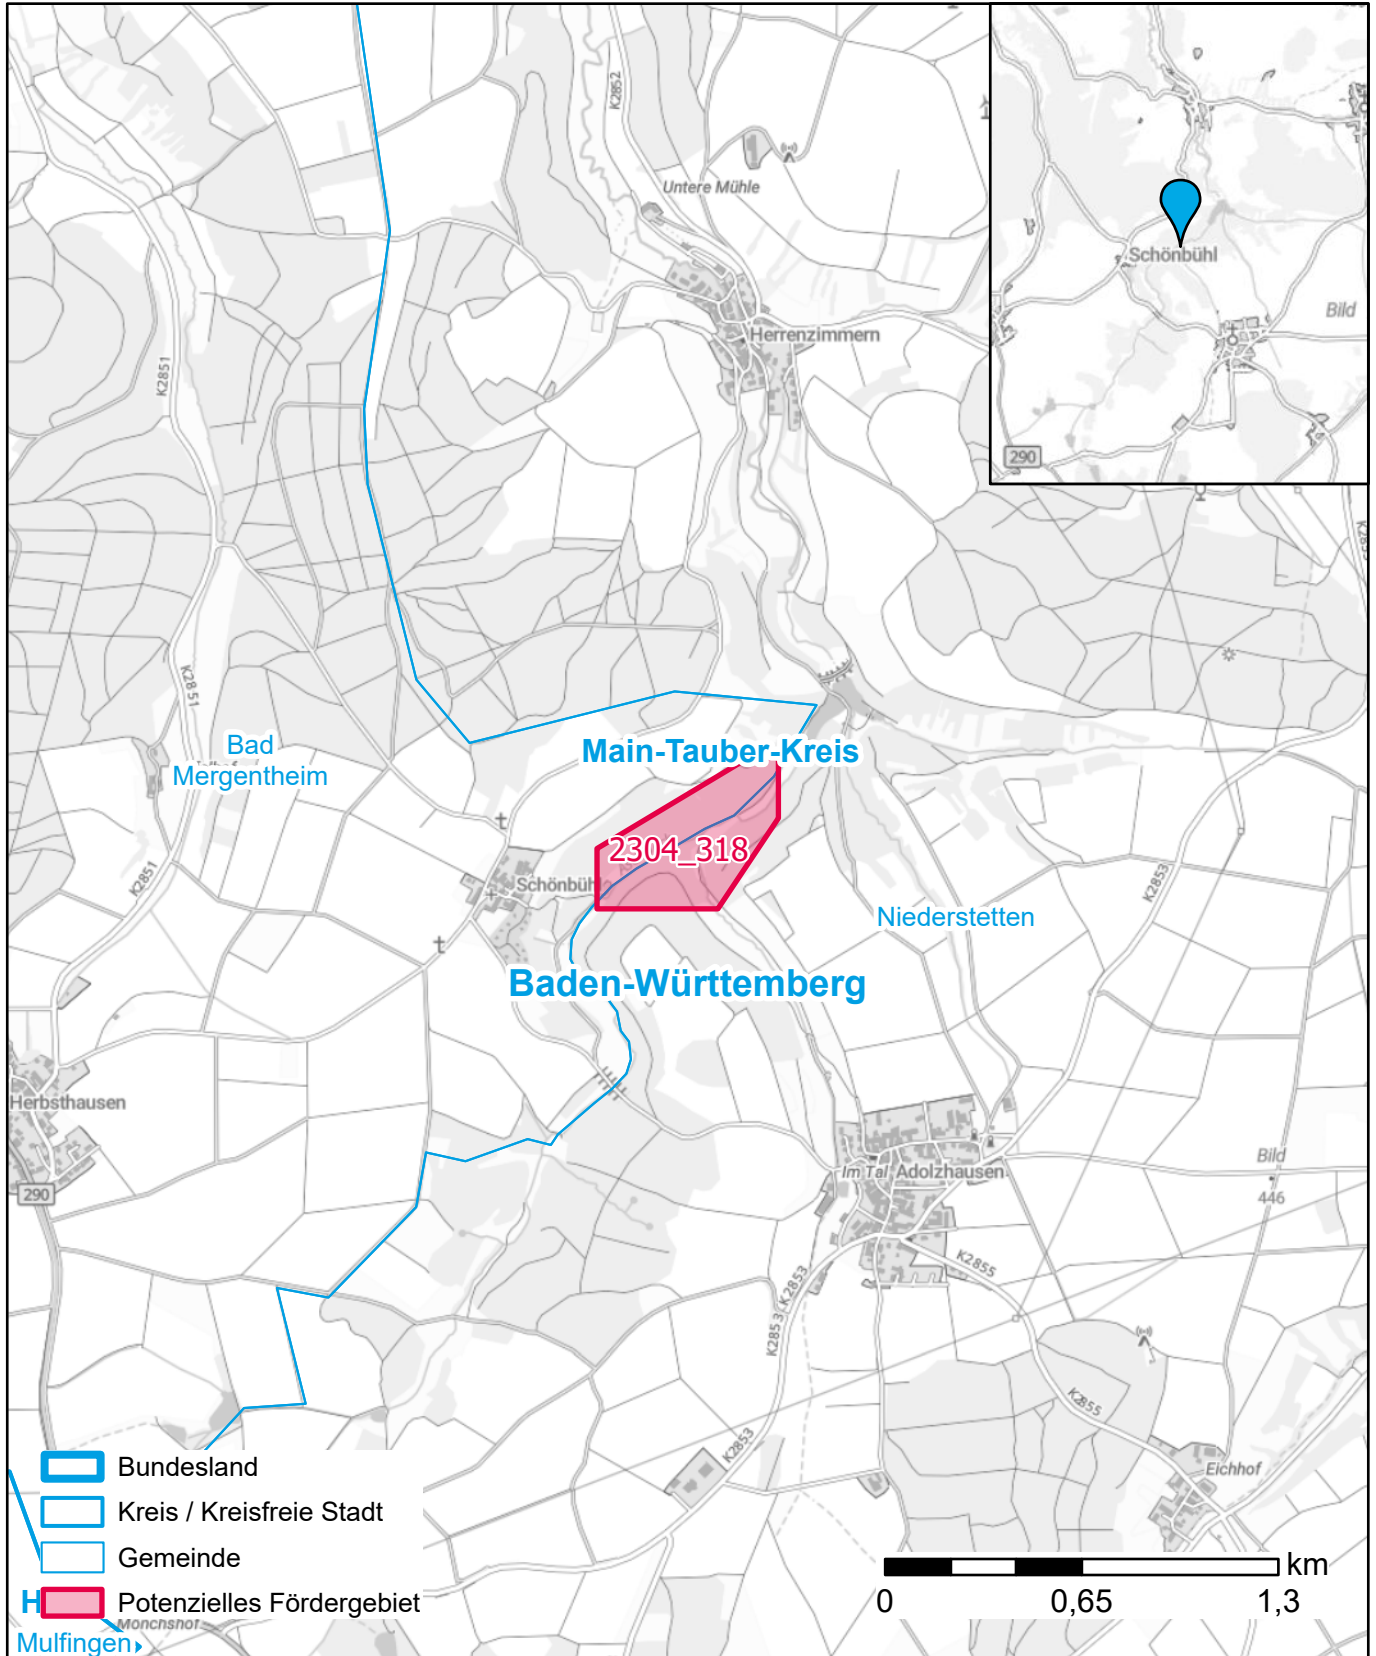 K2852
Untere Mühle
Schönbühl
Bild
290
Herrenzimmern
K2851
K2851
Bad
Mergentheim
Main-Tauber-Kreis
2304_318
Schönbühl
K2851
Niederstetten
K2853
Baden-Württemberg
Herbsthausen
290
Im Tal
Adolzhausen
Bild
446
K2855
K2853
K2853
K2855
K2853
Eichhof
Bundesland
Kreis / Kreisfreie Stadt
Gemeinde
Potenzielles Fördergebiet
H
Mönchshof
Mulfingen
km
0
0,65
1,3